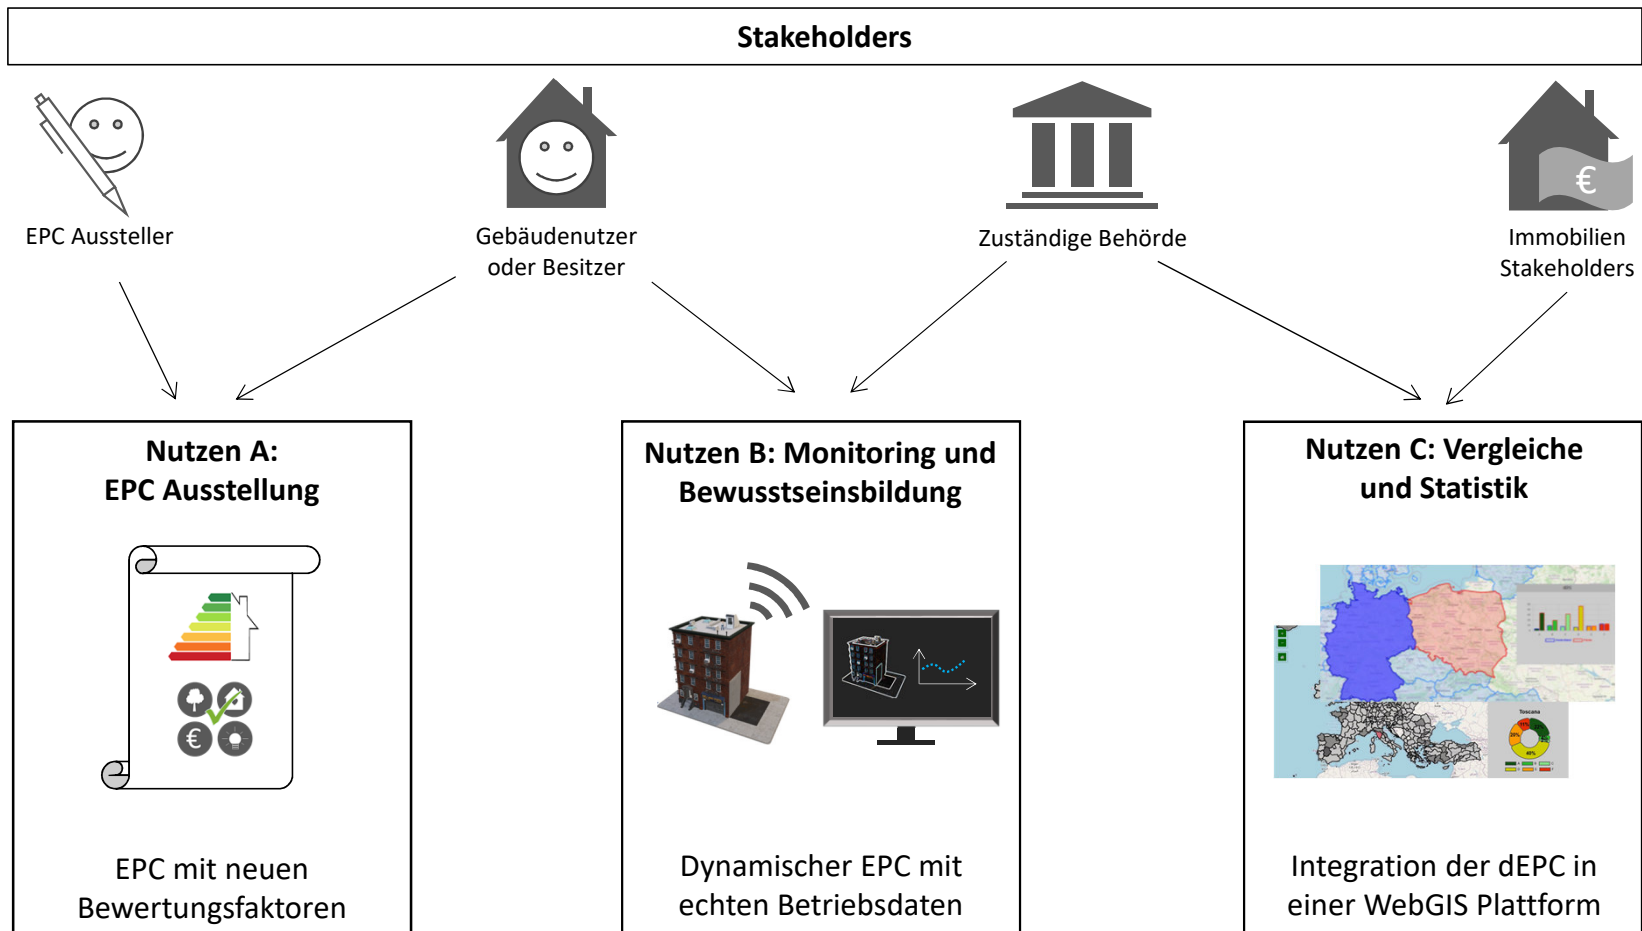 Stakeholders
€
EPC Aussteller
Gebäudenutzer
oder Besitzer
Zuständige Behörde
Immobilien
Stakeholders
Nutzen A:
EPC Ausstellung
€
EPC mit neuen
Bewertungsfaktoren
Nutzen B: Monitoring und
Bewusstseinsbildung
Dynamischer EPC mit
echten Betriebsdaten
Nutzen C: Vergleiche
und Statistik
Toscana
Integration der dEPC in
einer WebGIS Plattform